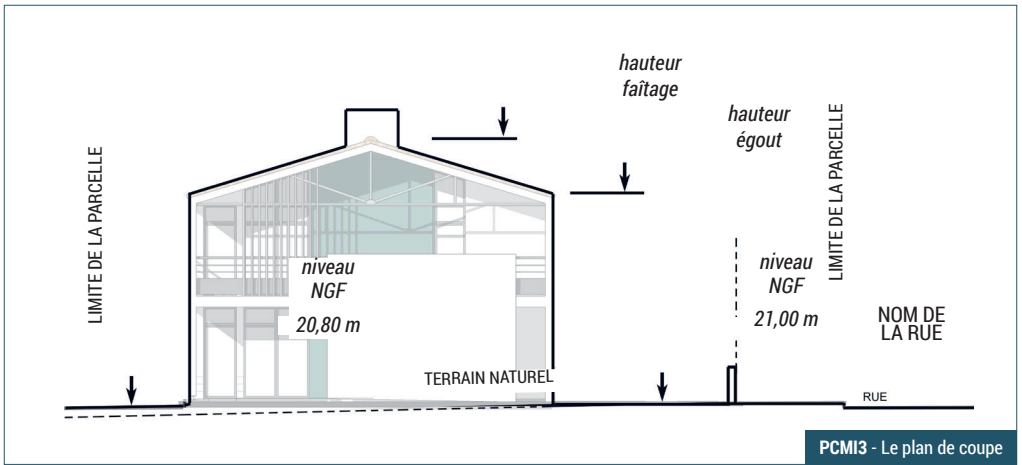 hauteur
faîtage
hauteur
égout
LIMITE DE LA PARCELLE
LIMITE DE LA PARCELLE
niveau
NGF
20,80 m
niveau
NGF
21,00 m
NOM DE
LA RUE
TERRAIN NATUREL
RUE
PCMI3 - Le plan de coupe